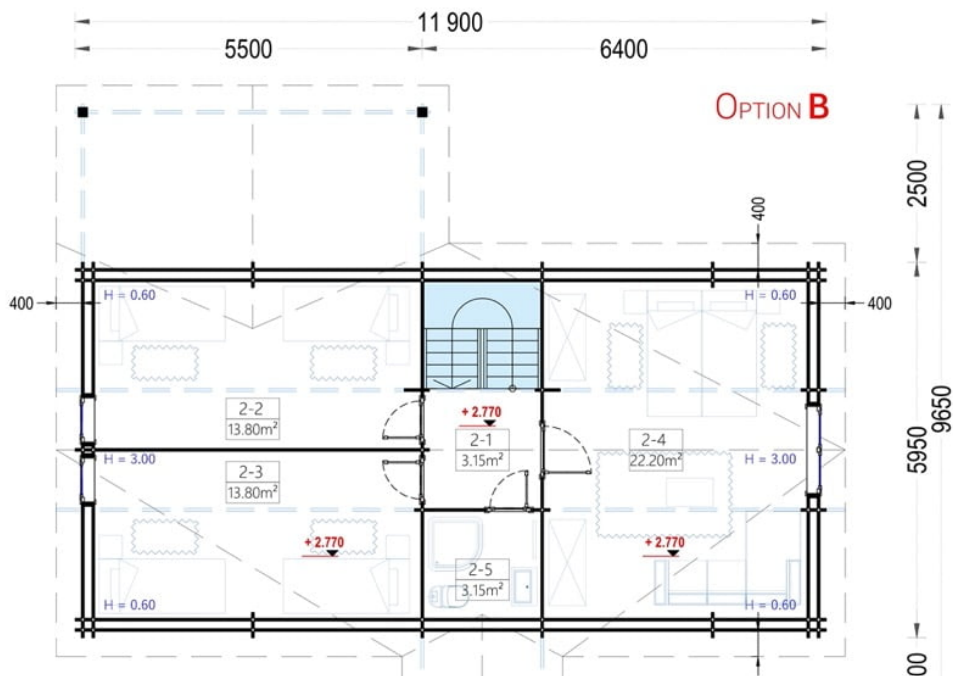 11 900
5500
6400
OPTION B
2500
400
400
H = 0.60
H = 0.60
400
5950
9650
+ 2.770
2-2
13.80m²
2-1
3.15m²
2-4
22.20m²
H = 3.00
H = 3.00
2-3
13.80m²
+ 2.770
+ 2.770
2-5
3.15m²
H = 0.60
H = 0.60
00